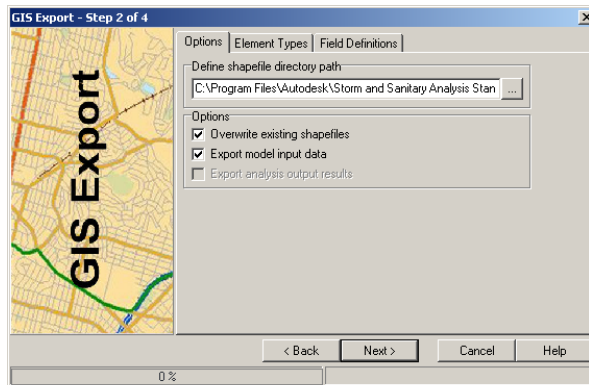 GIS Export - Step 2 of 4
GIS Export
Options Element Types Field Definitions
Define shapefile directory path
C:\Program Files\Autodesk\Storm and Sanitary Analysis Stan ...
Options
Overwrite existing shapefiles
Export model input data
Export analysis output results
< Back Next > Cancel Help
0 %